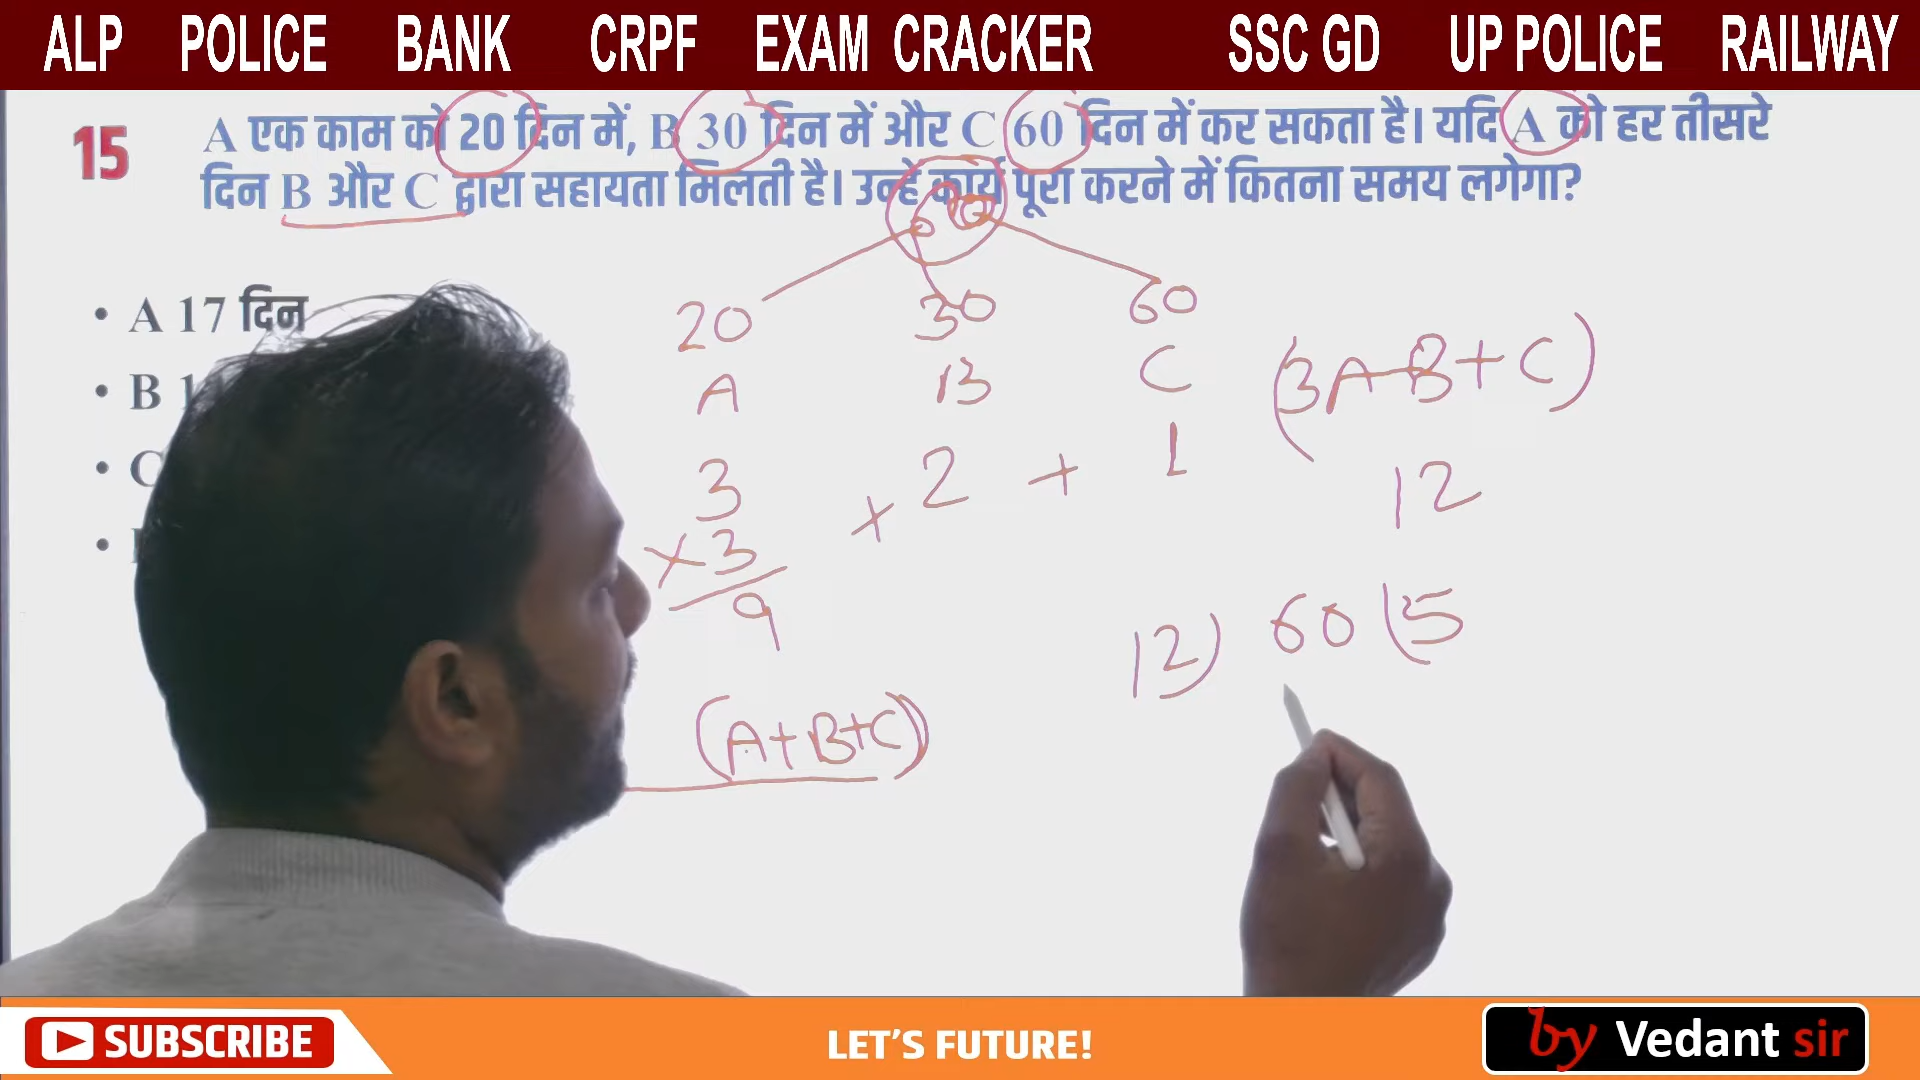 ALP POLICE BANK CRPF EXAM CRACKER SSC GD UP POLICE RAILWAY
15 A एक काम को 20 दिन में, B 30 दिन में और C 60 दिन में कर सकता है। यदि A को हर तीसरे
दिन B और C द्वारा सहायता मिलती है। उन्हें कार्य पूरा करने में कितना समय लगेगा?
60
• A 17 दिन
20 30 60
• B 1
A B C (3A+B+C)
• C
3 + 2 + 1 12
×3
9
12) 60 (5
(A+B+C)
SUBSCRIBE LET'S FUTURE! by Vedant sir